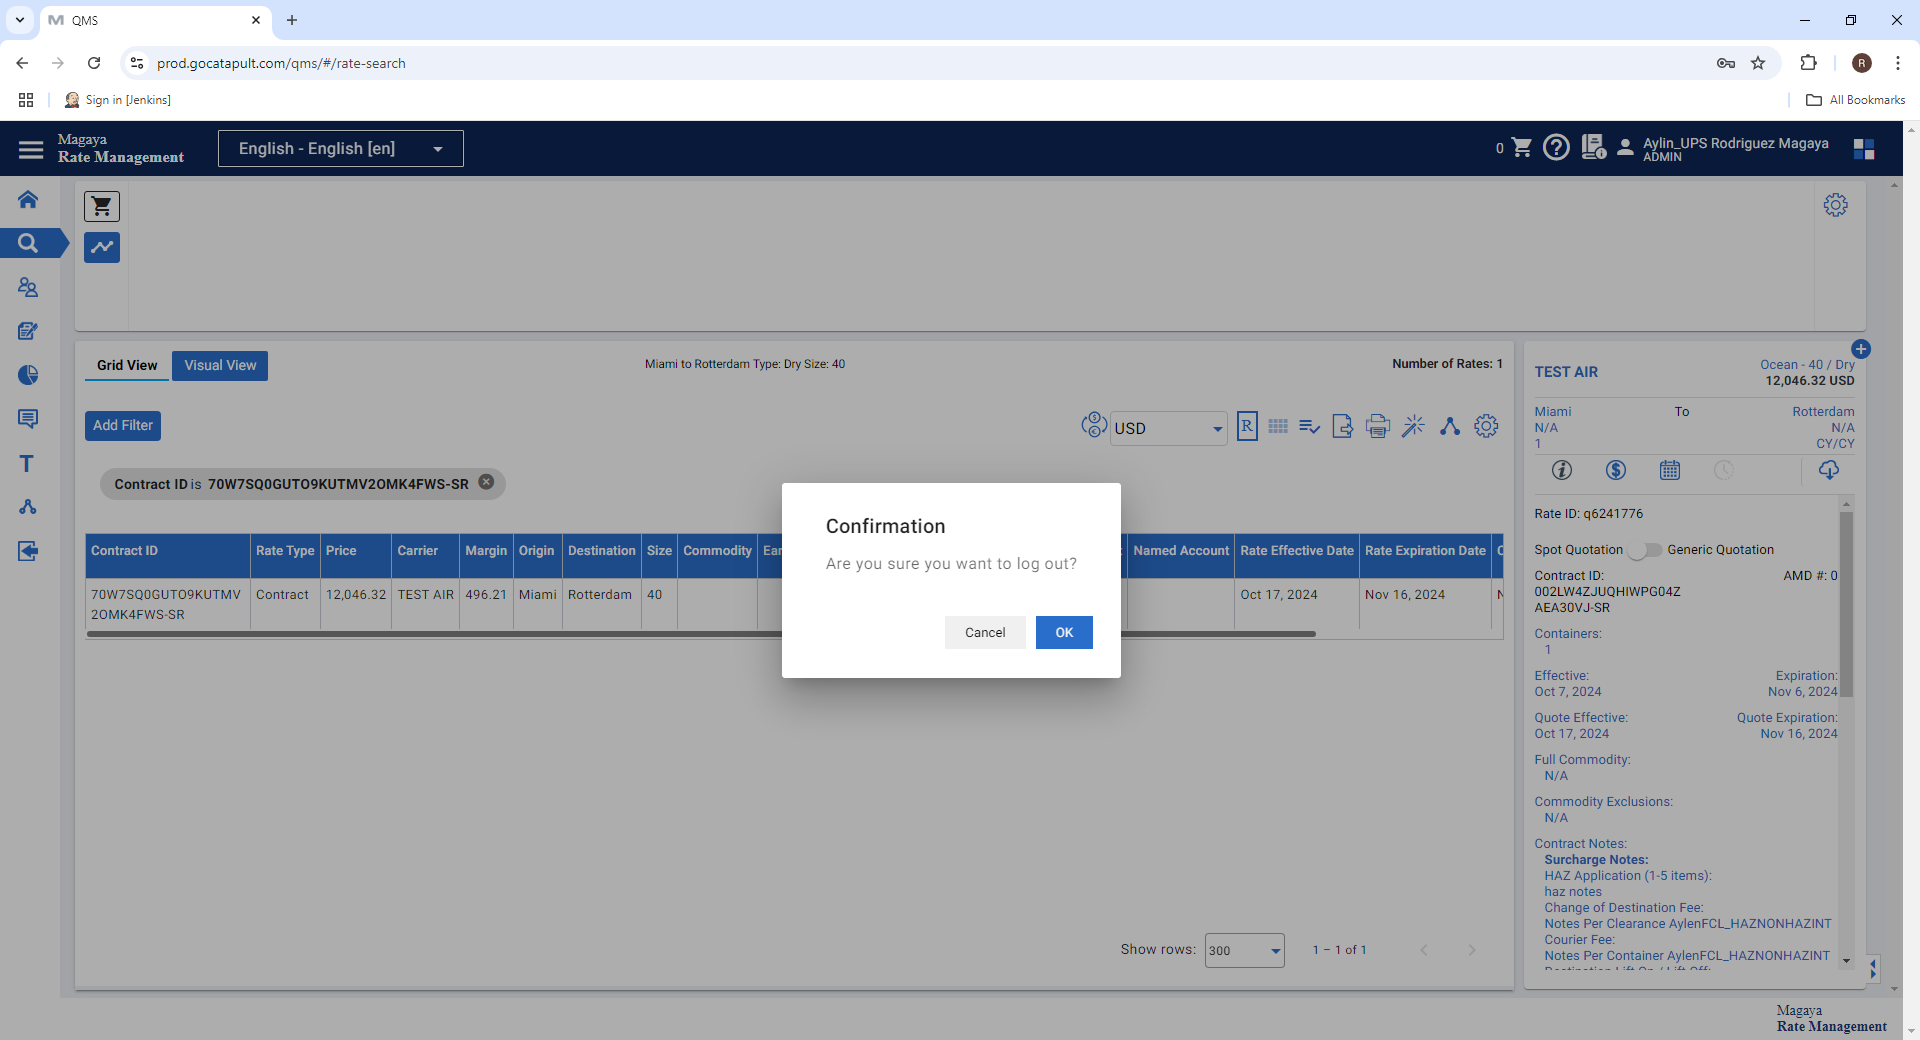 QMS
prod.gocatapult.com/qms/#/rate-search
R
Sign in [Jenkins]
All Bookmarks
Magaya
Rate Management
English - English [en]
0
Aylin_UPS Rodriguez Magaya
ADMIN
Grid View
Visual View
Miami to Rotterdam Type: Dry Size: 40
Number of Rates: 1
Add Filter
USD
R
Contract ID is 70W7SQ0GUTO9KUTMV2OMK4FWS-SR
Contract ID Rate Type Price Carrier Margin Origin Destination Size Commodity Named Account Rate Effective Date Rate Expiration Date
70W7SQ0GUTO9KUTMV
2OMK4FWS-SR
Contract 12,046.32 TEST AIR 496.21 Miami Rotterdam 40 Oct 17, 2024 Nov 16, 2024
Confirmation
Are you sure you want to log out?
Cancel
OK
Show rows: 300 1 – 1 of 1
TEST AIR
Ocean - 40 / Dry
12,046.32 USD
Miami To Rotterdam
N/A N/A
1 CY/CY
Rate ID: q6241776
Spot Quotation Generic Quotation
Contract ID: AMD #: 0
002LW4ZJUQHIWPG04Z
AEA30VJ-SR
Containers:
1
Effective: Expiration:
Oct 7, 2024 Nov 6, 2024
Quote Effective: Quote Expiration:
Oct 17, 2024 Nov 16, 2024
Full Commodity:
N/A
Commodity Exclusions:
N/A
Contract Notes:
Surcharge Notes:
HAZ Application (1-5 items):
haz notes
Change of Destination Fee:
Notes Per Clearance AylenFCL_HAZNONHAZINT
Courier Fee:
Notes Per Container AylenFCL_HAZNONHAZINT
Magaya
Rate Management